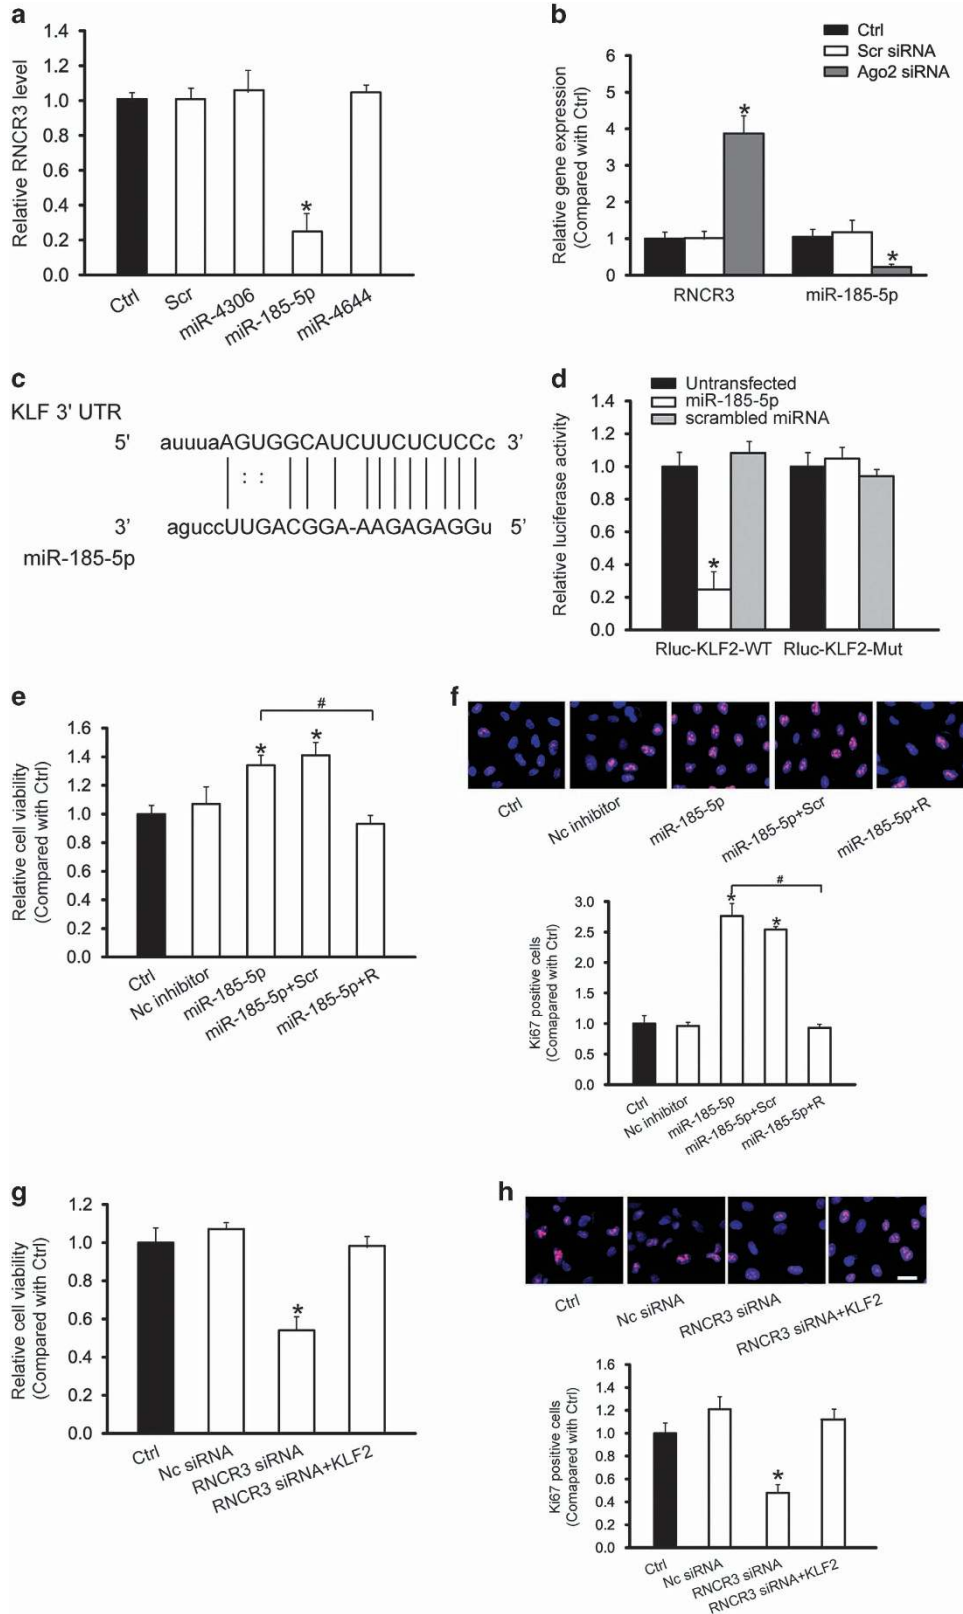 a
Relative RNCR3 level
1.4
1.2
1.0
0.8
0.6
0.4
0.2
0.0
*
Ctrl
Scr
miR-4306
miR-185-5p
miR-4644
b
Ctrl
Scr siRNA
Ago2 siRNA
Relative gene expression
(Compared with Ctrl)
6
5
4
3
2
1
0
*
*
RNCR3
miR-185-5p
c
KLF 3' UTR
5' auuuaAGUGGCAUCUUCUCUCCc 3'
: :
3' aguccUUGACGGA-AAGAGAGGu 5'
miR-185-5p
d
Untransfected
miR-185-5p
scrambled miRNA
Relative luciferase activity
1.4
1.2
1.0
0.8
0.6
0.4
0.2
0.0
*
Rluc-KLF2-WT
Rluc-KLF2-Mut
e
Relative cell viability
(Compared with Ctrl)
1.6
1.4
1.2
1.0
0.8
0.6
0.4
0.2
0.0
#
*
*
Ctrl
Nc inhibitor
miR-185-5p
miR-185-5p+Scr
miR-185-5p+R
f
Ctrl
Nc inhibitor
miR-185-5p
miR-185-5p+Scr
miR-185-5p+R
Ki67 positive cells
(Comapared with Ctrl)
3.0
2.5
2.0
1.5
1.0
0.5
0.0
#
*
*
Ctrl
Nc inhibitor
miR-185-5p
miR-185-5p+Scr
miR-185-5p+R
g
Relative cell viability
(Compared with Ctrl)
1.2
1.0
0.8
0.6
0.4
0.2
0.0
*
Ctrl
Nc siRNA
RNCR3 siRNA
RNCR3 siRNA+KLF2
h
Ctrl
Nc siRNA
RNCR3 siRNA
RNCR3 siRNA+KLF2
Ki67 positive cells
(Comapared with Ctrl)
1.6
1.4
1.2
1.0
0.8
0.6
0.4
0.2
0.0
*
Ctrl
Nc siRNA
RNCR3 siRNA
RNCR3 siRNA+KLF2